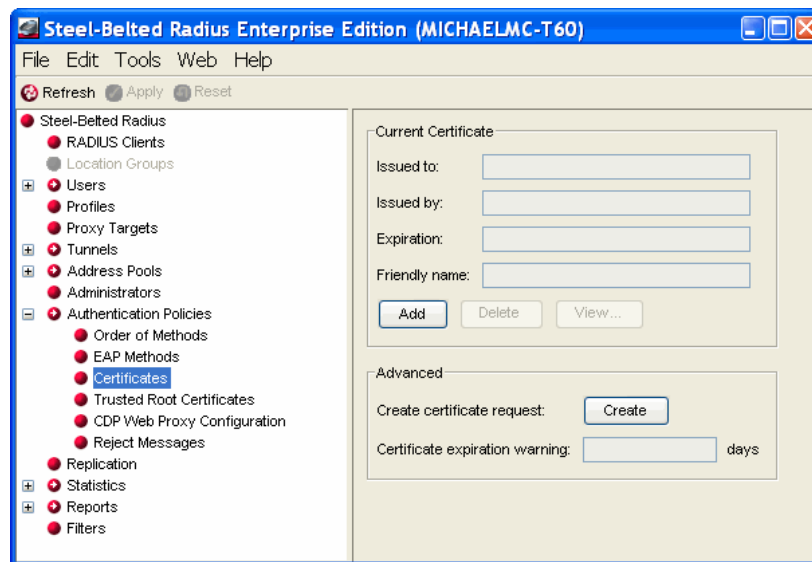 Steel-Belted Radius Enterprise Edition (MICHAELMC-T60)
File Edit Tools Web Help
Refresh Apply Reset
Steel-Belted Radius
RADIUS Clients
Location Groups
Users
Profiles
Proxy Targets
Tunnels
Address Pools
Administrators
Authentication Policies
Order of Methods
EAP Methods
Certificates
Trusted Root Certificates
CDP Web Proxy Configuration
Reject Messages
Replication
Statistics
Reports
Filters
Current Certificate
Issued to:
Issued by:
Expiration:
Friendly name:
Add Delete View...
Advanced
Create certificate request: Create
Certificate expiration warning: days